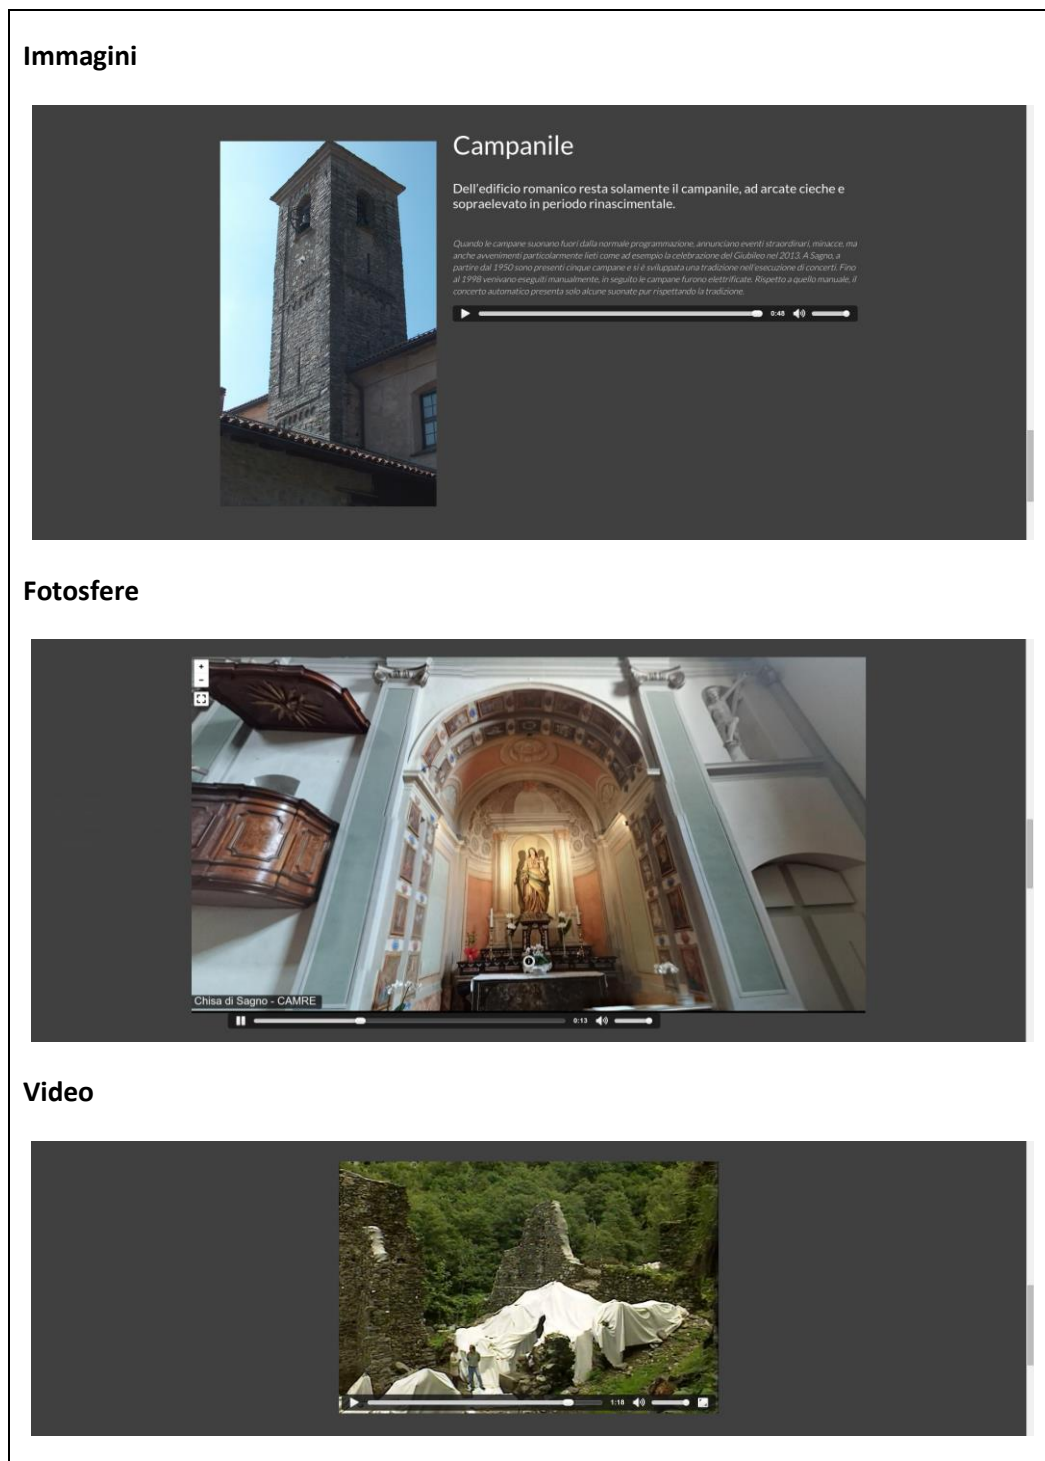 Immagini
Campanile
Dell'edificio romanico resta solamente il campanile, ad arcate cieche e
sopraelevato in periodo rinascimentale.
Quando le campane suonano fuori dalla normale programmazione, annunciano eventi straordinari, minacce, ma
anche avvenimenti particolarmente lieti come ad esempio la celebrazione del Giubileo nel 2013. A Sagno, a
partire dal 1950 sono presenti cinque campane e si è sviluppata una tradizione nell'esecuzione di concerti. Fino
al 1998 venivano eseguiti manualmente, in seguito le campane furono elettrificate. Rispetto a quello manuale, il
concerto automatico presenta solo alcune suonate pur rispettando la tradizione.
0:48
Fotosfere
+
−
Chisa di Sagno - CAMRE
0:13
Video
1:18